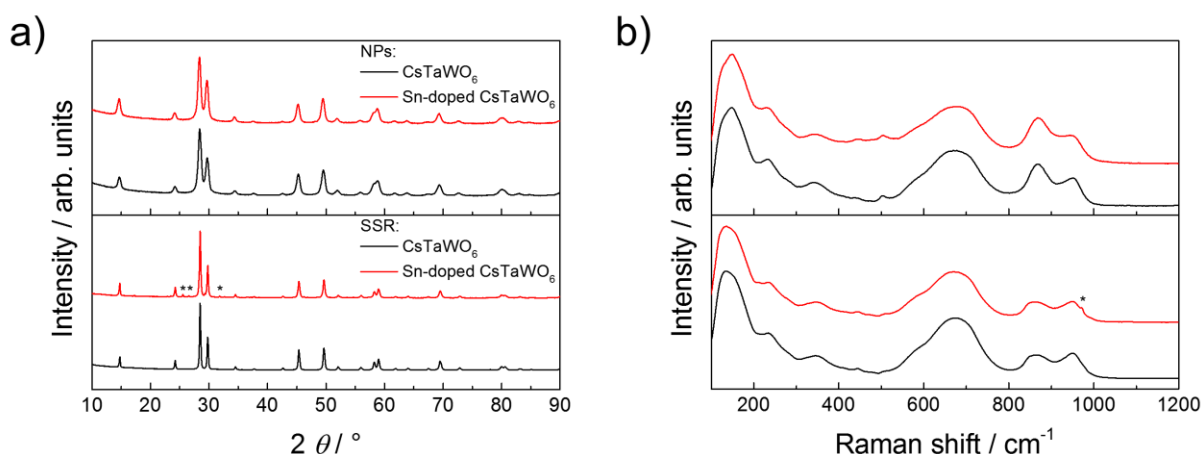 a)
Intensity / arb. units
NPs:
CsTaWO₆
Sn-doped CsTaWO₆
SSR:
CsTaWO₆
Sn-doped CsTaWO₆
* * *
10 20 30 40 50 60 70 80 90
2 θ / °
b)
Intensity / arb. units
*
200 400 600 800 1000 1200
Raman shift / cm⁻¹